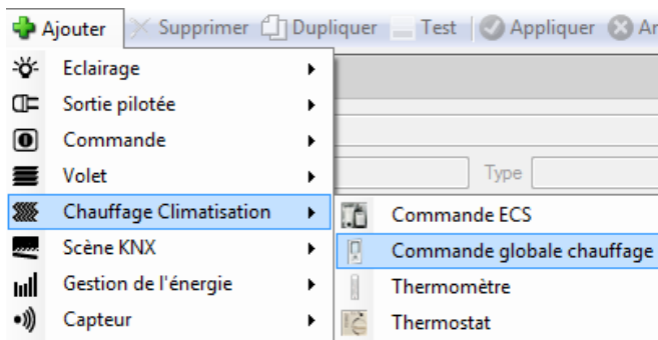 Ajouter Supprimer Dupliquer Test Appliquer
Eclairage
Sortie pilotée
Commande
Volet
Type
Chauffage Climatisation
Commande ECS
Scène KNX
Commande globale chauffage
Gestion de l'énergie
Thermomètre
Capteur
Thermostat